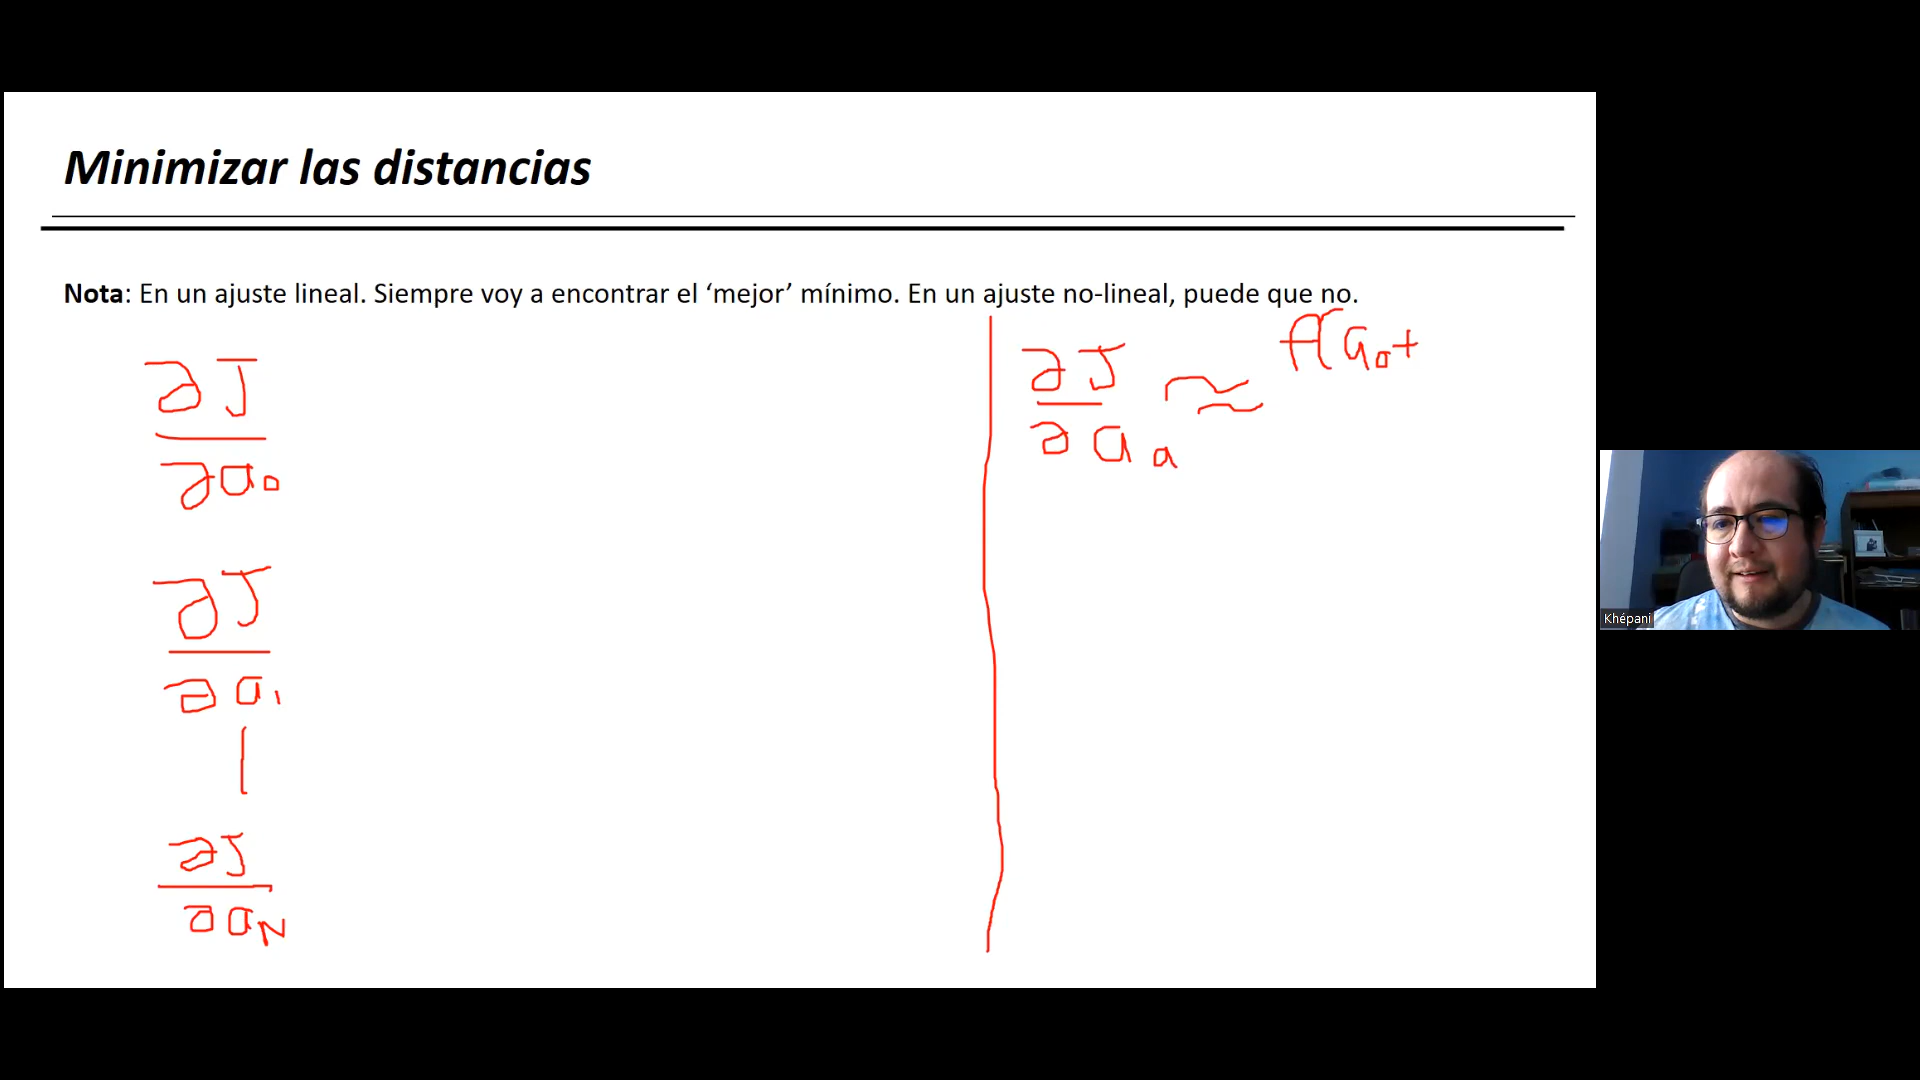 Minimizar las distancias
Nota: En un ajuste lineal. Siempre voy a encontrar el ‘mejor’ mínimo. En un ajuste no-lineal, puede que no.
∂J
∂a₀
∂J
∂a₁
|
∂J
∂a_N
∂J ≈ f(a₀+
∂a ₐ
Khépani